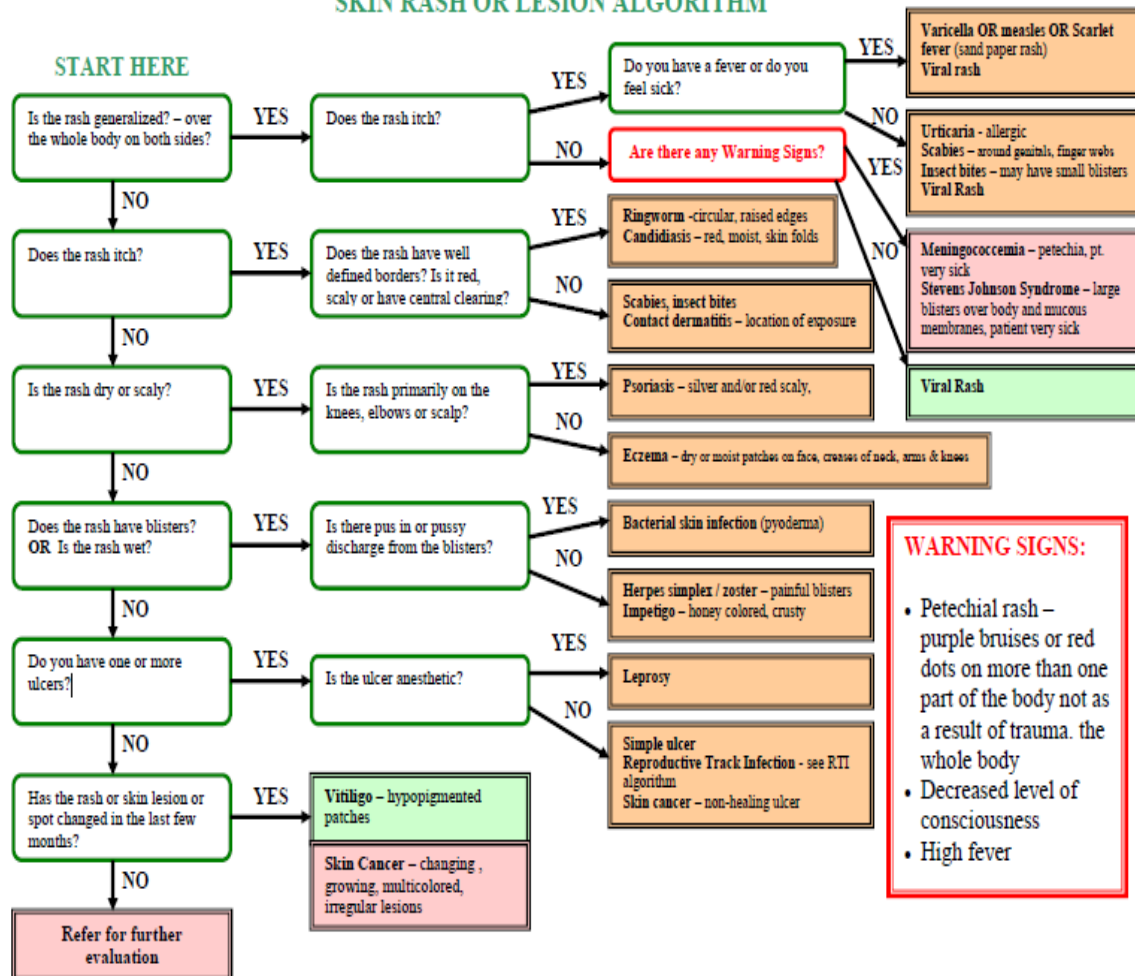 SKIN RASH OR LESION ALGORITHM
START HERE
Is the rash generalized? – over
the whole body on both sides?
YES
Does the rash itch?
YES
Do you have a fever or do you
feel sick?
YES
Varicella OR measles OR Scarlet
fever (sand paper rash)
Viral rash
NO
Urticaria - allergic
Scabies – around genitals, finger webs
Insect bites – may have small blisters
Viral Rash
NO
Are there any Warning Signs?
YES
Meningococcemia – petechia, pt.
very sick
Stevens Johnson Syndrome – large
blisters over body and mucous
membranes, patient very sick
NO
Viral Rash
NO
Does the rash itch?
YES
Does the rash have well
defined borders? Is it red,
scaly or have central clearing?
YES
Ringworm -circular, raised edges
Candidiasis – red, moist, skin folds
NO
Scabies, insect bites
Contact dermatitis – location of exposure
NO
Is the rash dry or scaly?
YES
Is the rash primarily on the
knees, elbows or scalp?
YES
Psoriasis – silver and/or red scaly,
NO
Eczema – dry or moist patches on face, creases of neck, arms & knees
NO
Does the rash have blisters?
OR Is the rash wet?
YES
Is there pus in or pussy
discharge from the blisters?
YES
Bacterial skin infection (pyoderma)
NO
Herpes simplex / zoster – painful blisters
Impetigo – honey colored, crusty
NO
Do you have one or more
ulcers?
YES
Is the ulcer anesthetic?
YES
Leprosy
NO
Simple ulcer
Reproductive Track Infection - see RTI
algorithm
Skin cancer – non-healing ulcer
NO
Has the rash or skin lesion or
spot changed in the last few
months?
YES
Vitiligo – hypopigmented
patches
Skin Cancer – changing ,
growing, multicolored,
irregular lesions
NO
Refer for further
evaluation
WARNING SIGNS:
• Petechial rash –
purple bruises or red
dots on more than one
part of the body not as
a result of trauma. the
whole body
• Decreased level of
consciousness
• High fever